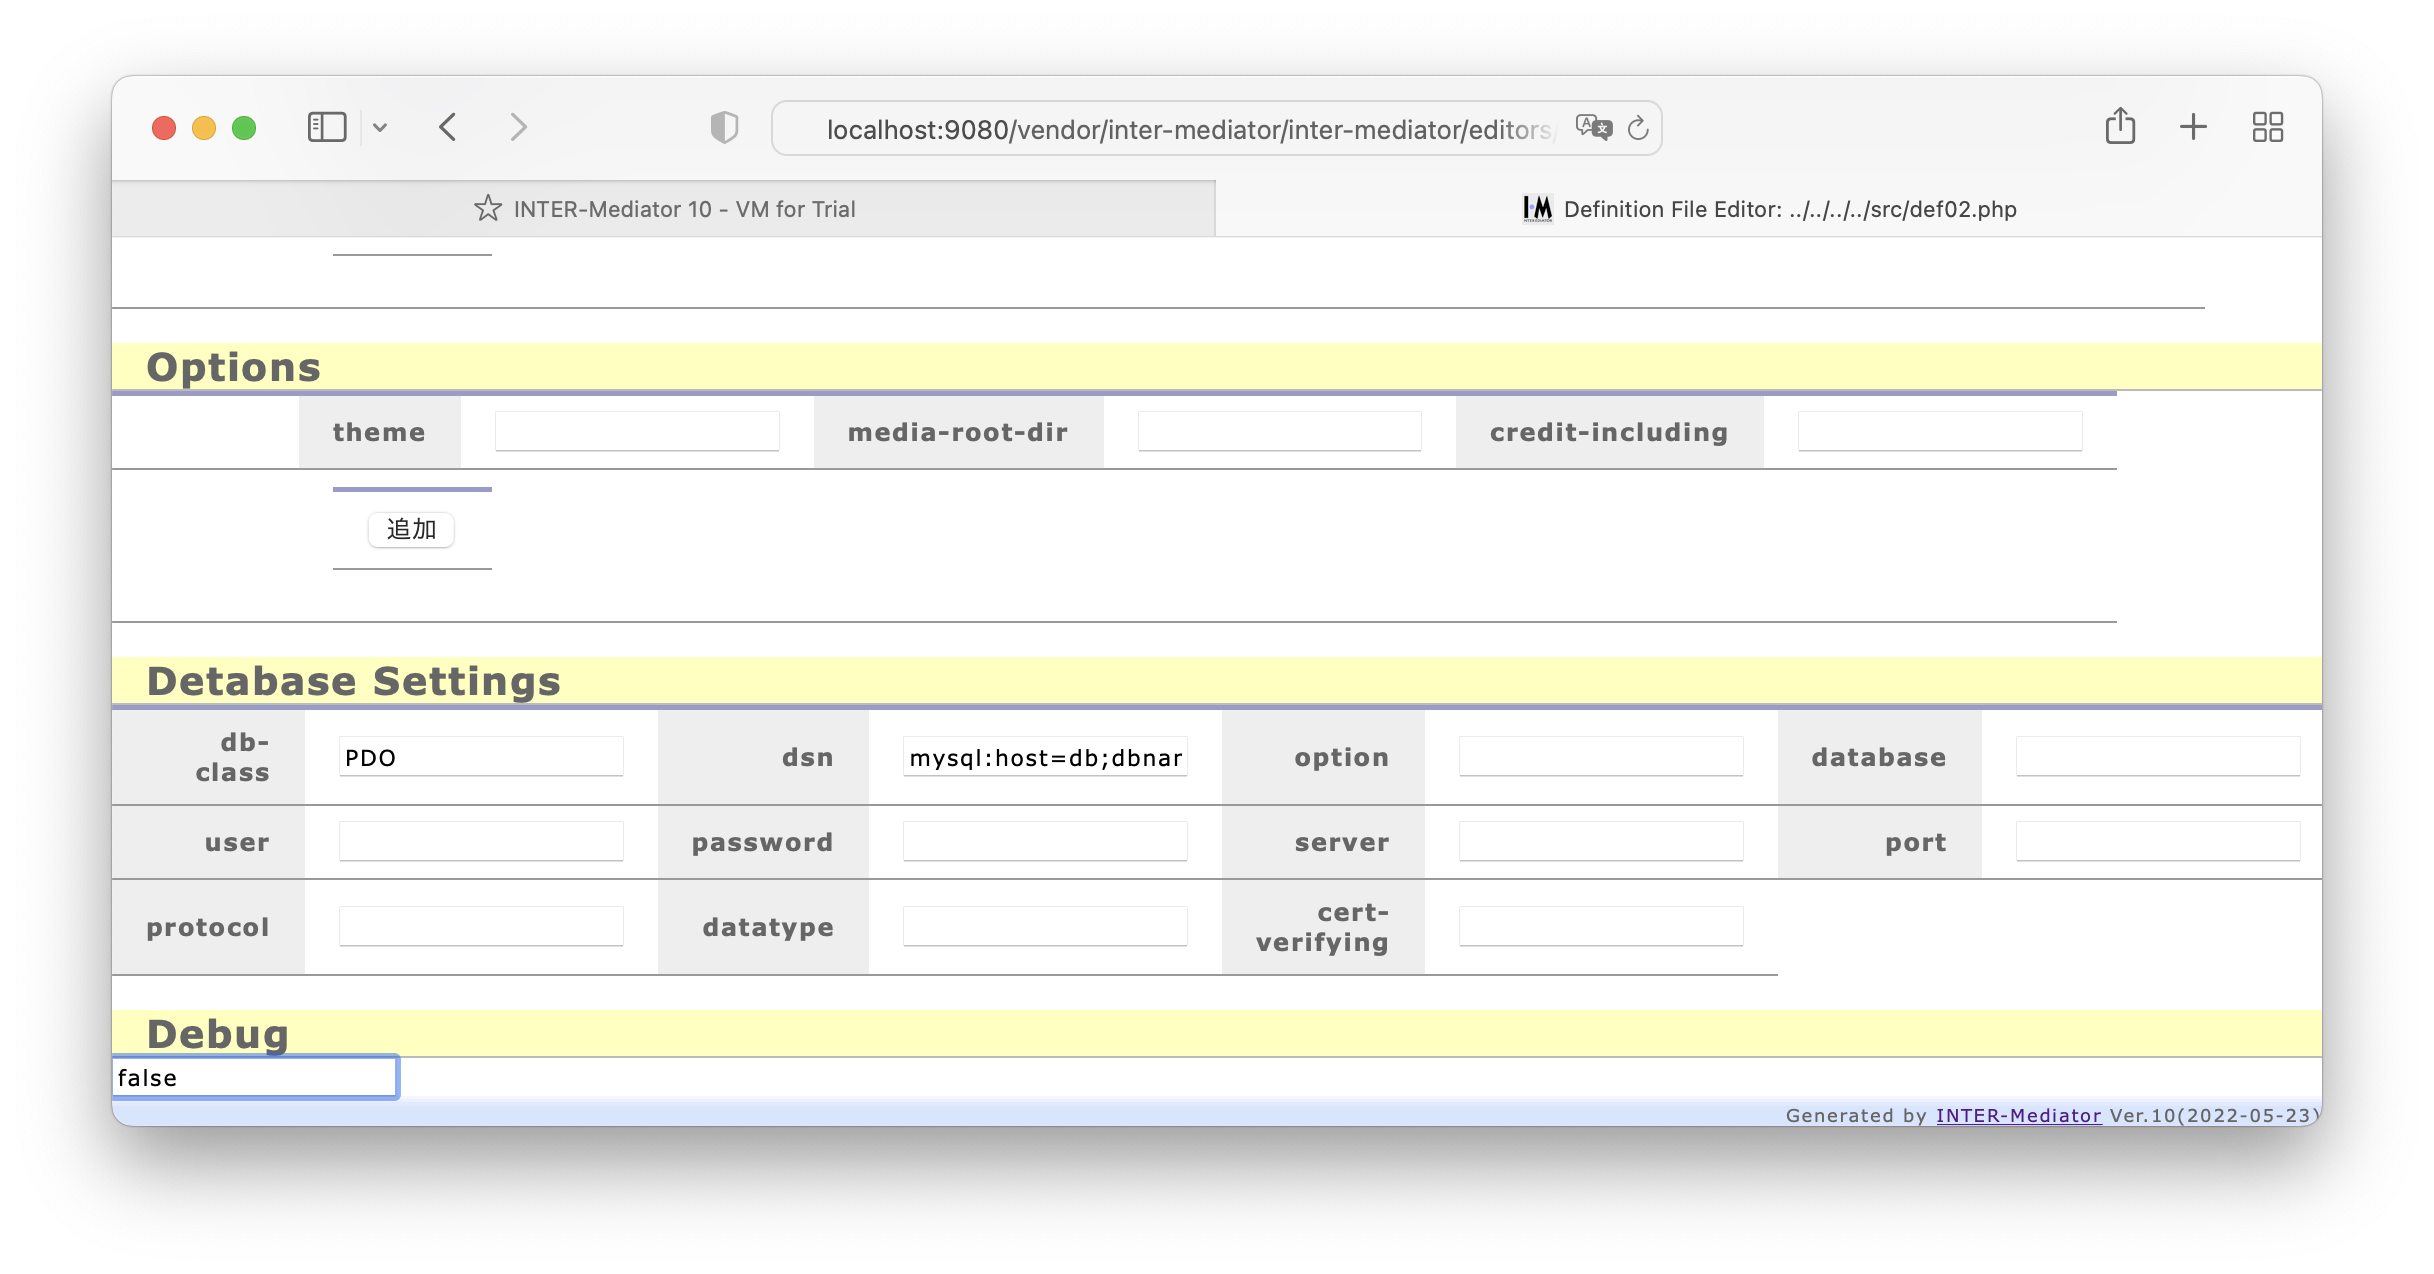 localhost:9080/vendor/inter-mediator/inter-mediator/editors/
INTER-Mediator 10 - VM for Trial
Definition File Editor: ../../../../src/def02.php
Options
theme
media-root-dir
credit-including
追加
Detabase Settings
db-class
PDO
dsn
mysql:host=db;dbnar
option
database
user
password
server
port
protocol
datatype
cert-verifying
Debug
false
Generated by INTER-Mediator Ver.10(2022-05-23)